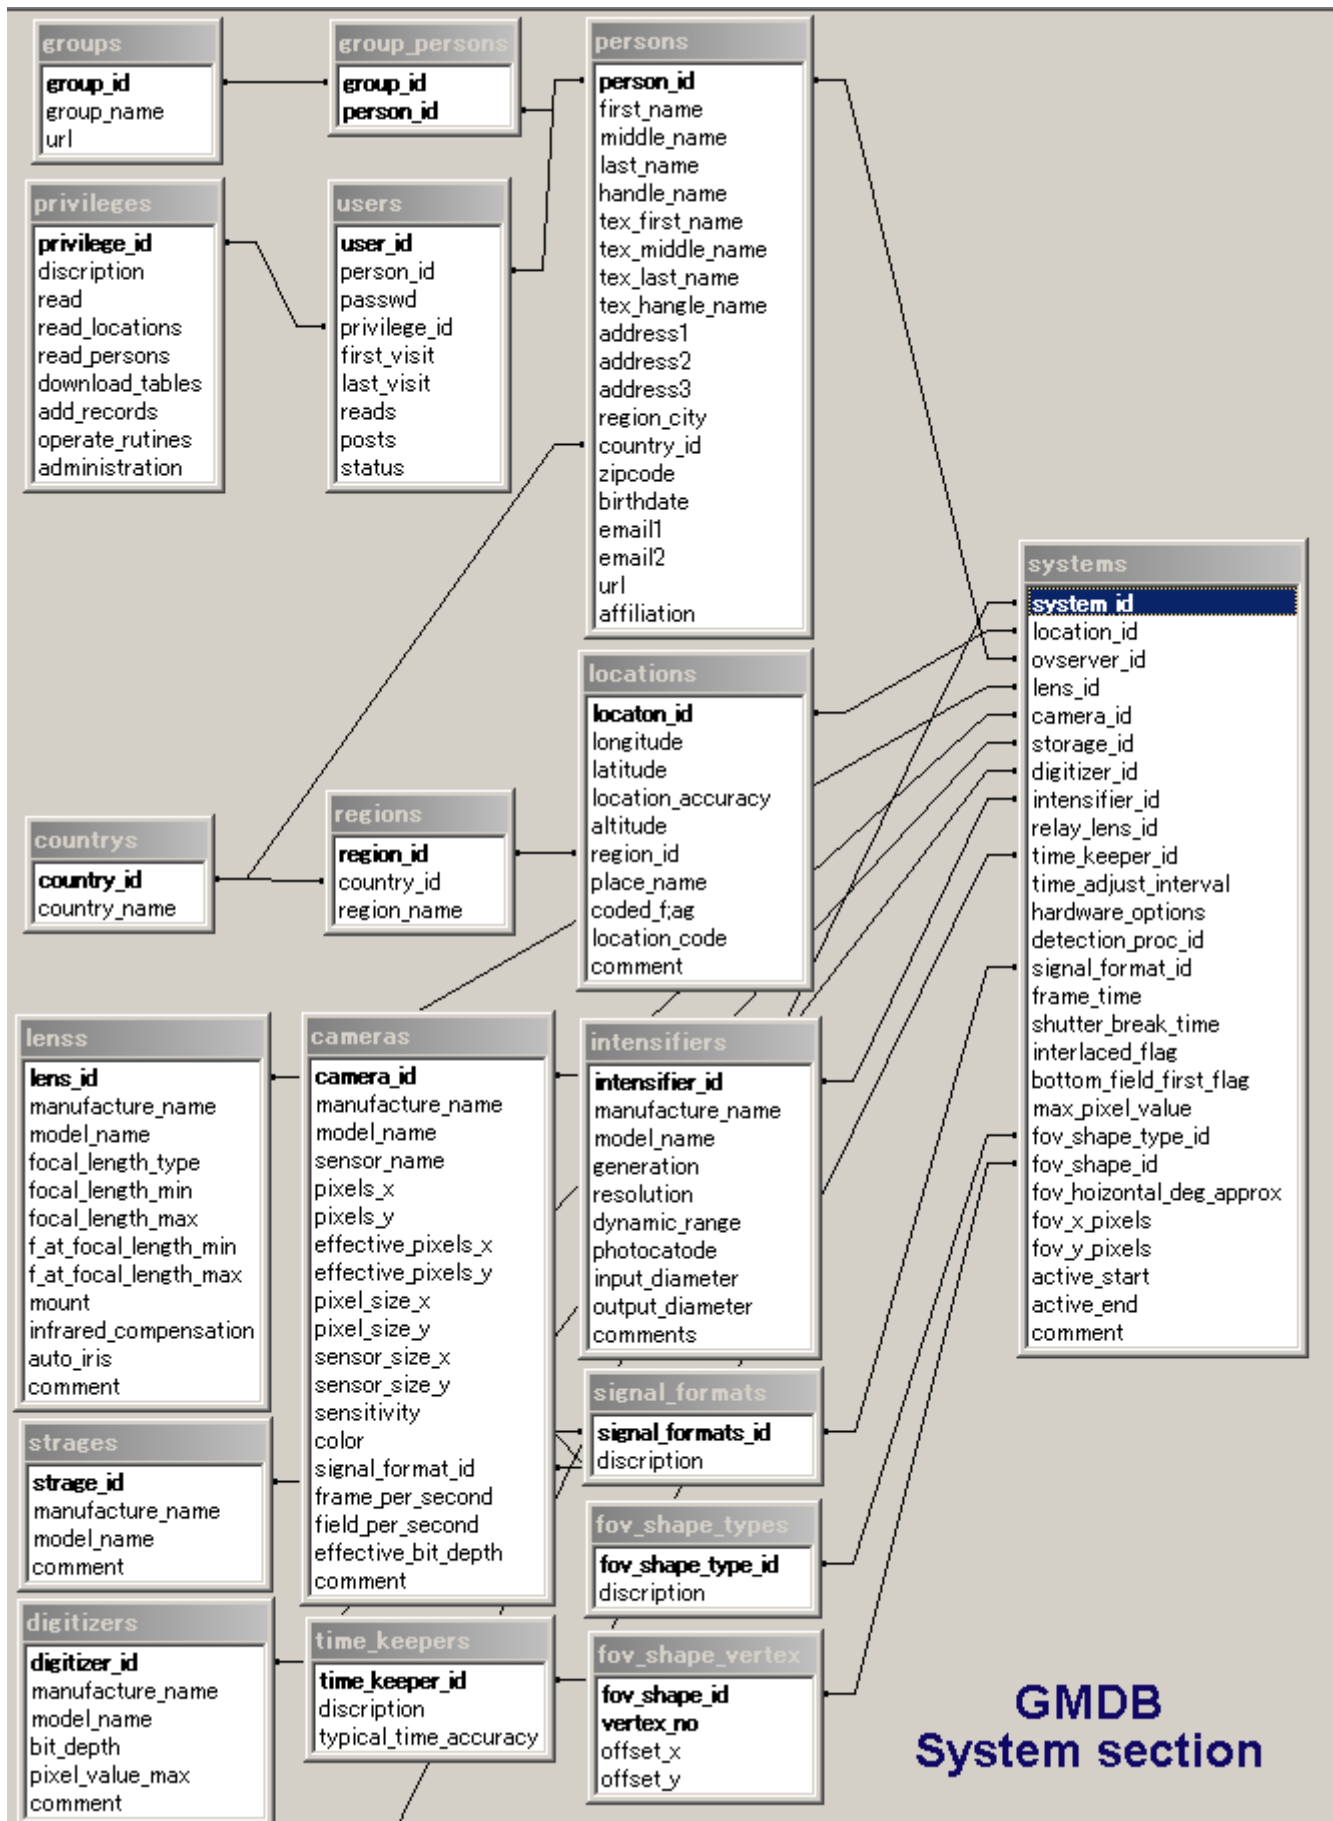 groups
group_id
group_name
url
group_persons
group_id
person_id
persons
person_id
first_name
middle_name
last_name
handle_name
tex_first_name
tex_middle_name
tex_last_name
tex_hangle_name
address1
address2
address3
region_city
country_id
zipcode
birthdate
email1
email2
url
affiliation
privileges
privilege_id
discription
read
read_locations
read_persons
download_tables
add_records
operate_rutines
administration
users
user_id
person_id
passwd
privilege_id
first_visit
last_visit
reads
posts
status
systems
system_id
location_id
ovserver_id
lens_id
camera_id
storage_id
digitizer_id
intensifier_id
relay_lens_id
time_keeper_id
time_adjust_interval
hardware_options
detection_proc_id
signal_format_id
frame_time
shutter_break_time
interlaced_flag
bottom_field_first_flag
max_pixel_value
fov_shape_type_id
fov_shape_id
fov_hoizontal_deg_approx
fov_x_pixels
fov_y_pixels
active_start
active_end
comment
locations
locaton_id
longitude
latitude
location_accuracy
altitude
region_id
place_name
coded_f;ag
location_code
comment
countrys
country_id
country_name
regions
region_id
country_id
region_name
lenss
lens_id
manufacture_name
model_name
focal_length_type
focal_length_min
focal_length_max
f_at_focal_length_min
f_at_focal_length_max
mount
infrared_compensation
auto_iris
comment
cameras
camera_id
manufacture_name
model_name
sensor_name
pixels_x
pixels_y
effective_pixels_x
effective_pixels_y
pixel_size_x
pixel_size_y
sensor_size_x
sensor_size_y
sensitivity
color
signal_format_id
frame_per_second
field_per_second
effective_bit_depth
comment
intensifiers
intensifier_id
manufacture_name
model_name
generation
resolution
dynamic_range
photocatode
input_diameter
output_diameter
comments
signal_formats
signal_formats_id
discription
strages
strage_id
manufacture_name
model_name
comment
fov_shape_types
fov_shape_type_id
discription
digitizers
digitizer_id
manufacture_name
model_name
bit_depth
pixel_value_max
comment
time_keepers
time_keeper_id
discription
typical_time_accuracy
fov_shape_vertex
fov_shape_id
vertex_no
offset_x
offset_y
GMDB
System section